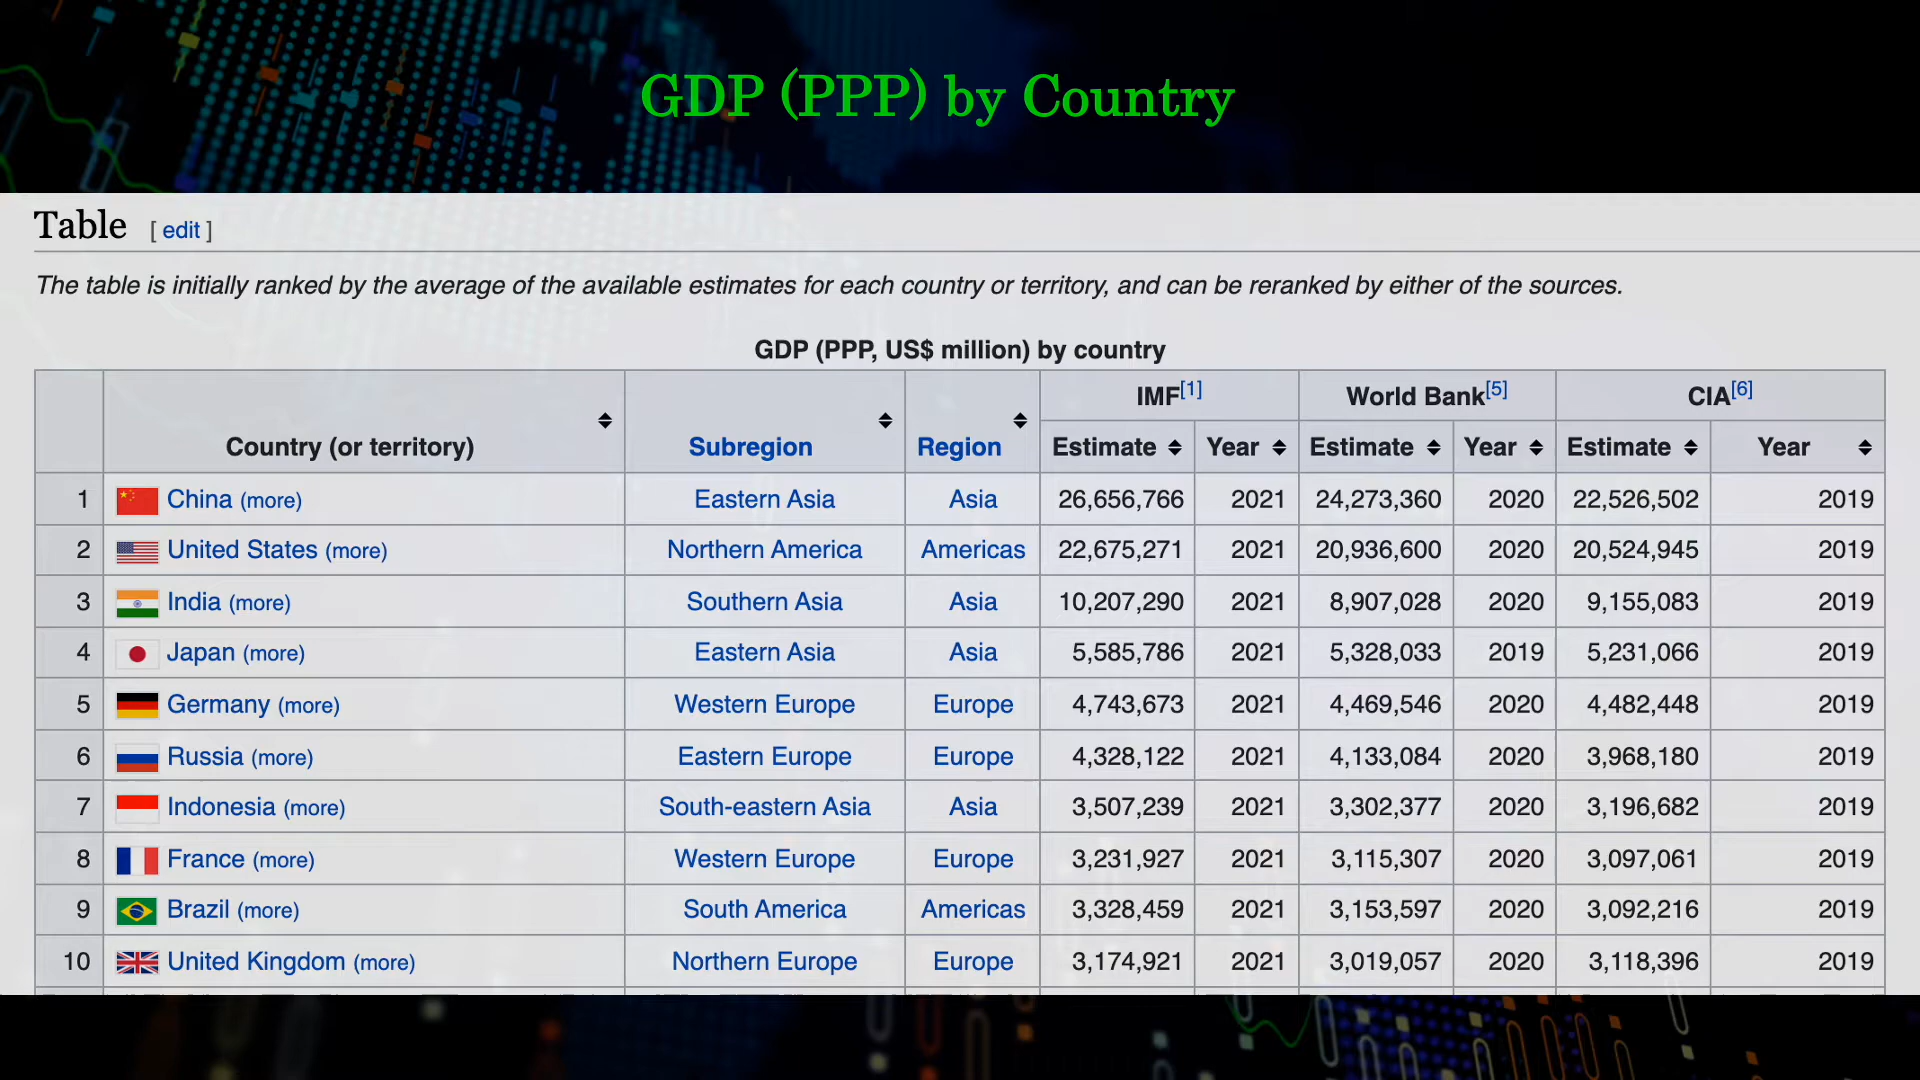 GDP (PPP) by Country
Table [ edit ]
The table is initially ranked by the average of the available estimates for each country or territory, and can be reranked by either of the sources.
GDP (PPP, US$ million) by country
IMF[1] World Bank[5] CIA[6]
Country (or territory) Subregion Region Estimate Year Estimate Year Estimate Year
1 China (more) Eastern Asia Asia 26,656,766 2021 24,273,360 2020 22,526,502 2019
2 United States (more) Northern America Americas 22,675,271 2021 20,936,600 2020 20,524,945 2019
3 India (more) Southern Asia Asia 10,207,290 2021 8,907,028 2020 9,155,083 2019
4 Japan (more) Eastern Asia Asia 5,585,786 2021 5,328,033 2019 5,231,066 2019
5 Germany (more) Western Europe Europe 4,743,673 2021 4,469,546 2020 4,482,448 2019
6 Russia (more) Eastern Europe Europe 4,328,122 2021 4,133,084 2020 3,968,180 2019
7 Indonesia (more) South-eastern Asia Asia 3,507,239 2021 3,302,377 2020 3,196,682 2019
8 France (more) Western Europe Europe 3,231,927 2021 3,115,307 2020 3,097,061 2019
9 Brazil (more) South America Americas 3,328,459 2021 3,153,597 2020 3,092,216 2019
10 United Kingdom (more) Northern Europe Europe 3,174,921 2021 3,019,057 2020 3,118,396 2019